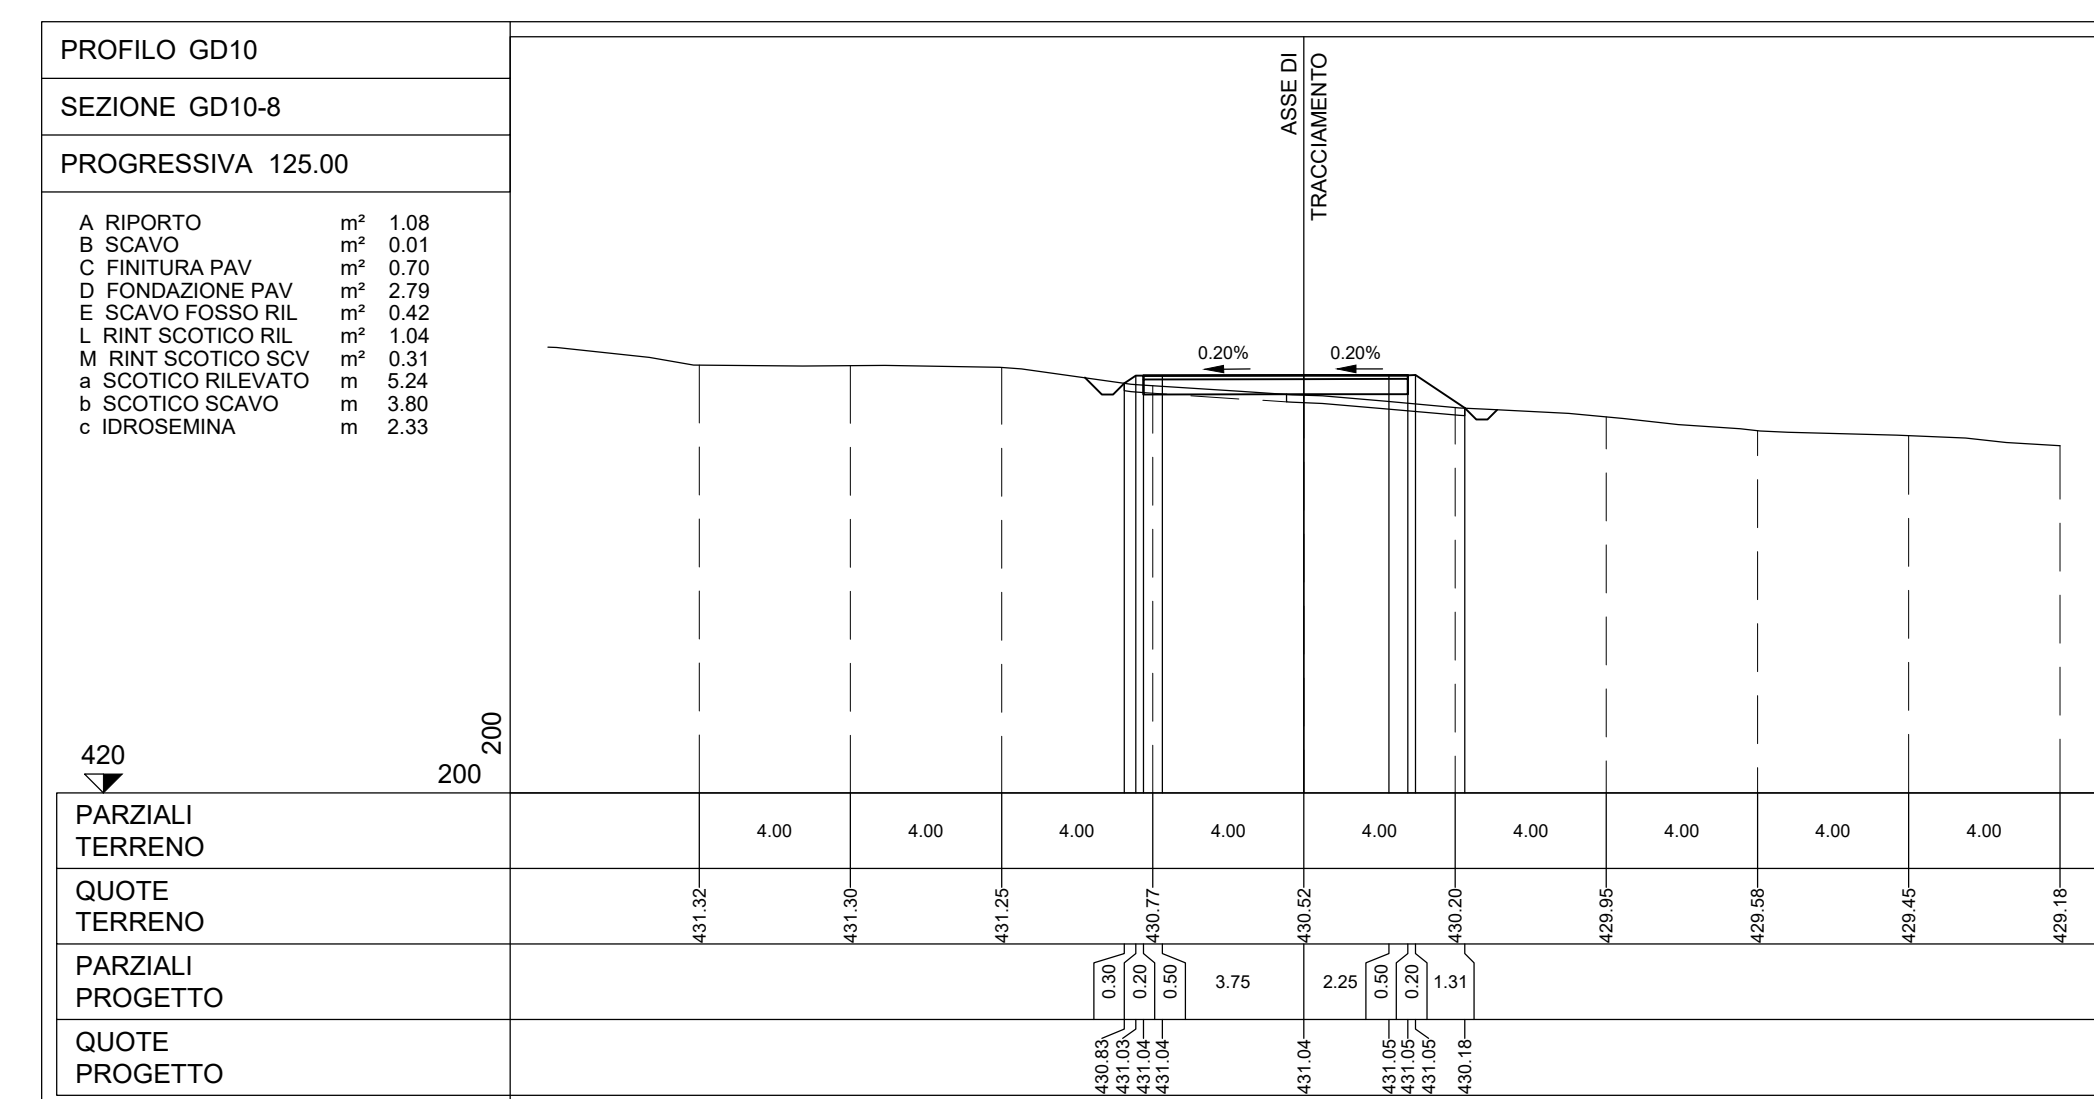 PROFILO GD10
SEZIONE GD10-8
PROGRESSIVA 125.00
A RIPORTO m² 1.08
B SCAVO m² 0.01
C FINITURA PAV m² 0.70
D FONDAZIONE PAV m² 2.79
E SCAVO FOSSO RIL m² 0.42
L RINT SCOTICO RIL m² 1.04
M RINT SCOTICO SCV m² 0.31
a SCOTICO RILEVATO m 5.24
b SCOTICO SCAVO m 3.80
c IDROSEMINA m 2.33
ASSE DI
TRACCIAMENTO
0.20% 0.20%
420
200
200
PARZIALI
TERRENO
4.00 4.00 4.00 4.00 4.00 4.00 4.00 4.00 4.00
QUOTE
TERRENO
431.32 431.30 431.25 430.77 430.52 430.20 429.95 429.58 429.45 429.18
PARZIALI
PROGETTO
0.30 0.20 0.50 3.75 2.25 0.50 0.20 1.31
QUOTE
PROGETTO
430.83 431.03 431.04 431.04 431.04 431.05 431.05 431.05 430.18